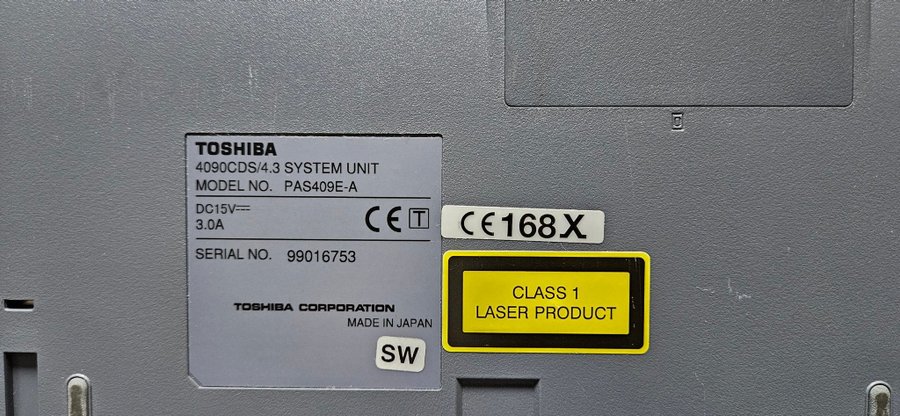 TOSHIBA
4090CDS/4.3 SYSTEM UNIT
MODEL NO. PAS409E-A
DC15V⎓
3.0A
CE T
SERIAL NO. 99016753
TOSHIBA CORPORATION
MADE IN JAPAN
SW
CE168X
CLASS 1
LASER PRODUCT